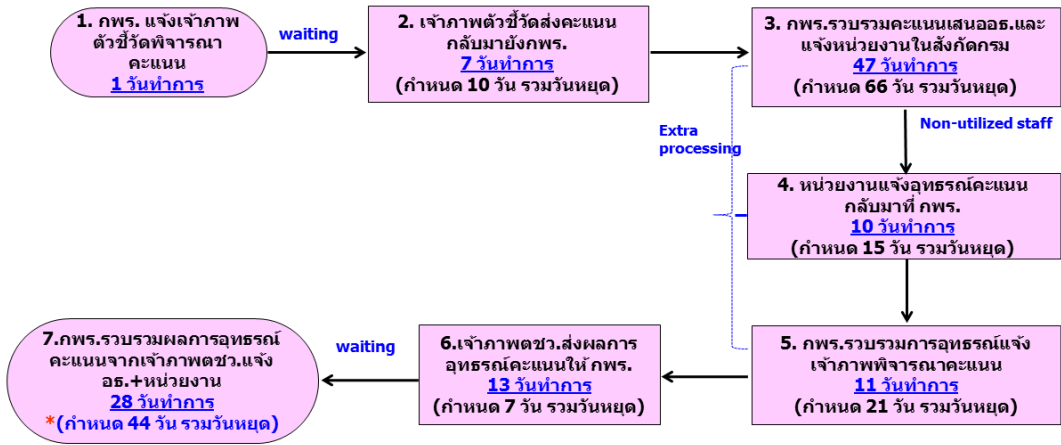 1. กพร. แจ้งเจ้าภาพ
ตัวชี้วัดพิจารณา
คะแนน
1 วันทำการ
waiting
2. เจ้าภาพตัวชี้วัดส่งคะแนน
กลับมายังกพร.
7 วันทำการ
(กำหนด 10 วัน รวมวันหยุด)
3. กพร.รวบรวมคะแนนเสนออธ.และ
แจ้งหน่วยงานในสังกัดกรม
47 วันทำการ
(กำหนด 66 วัน รวมวันหยุด)
Extra
processing
Non-utilized staff
4. หน่วยงานแจ้งอุทธรณ์คะแนน
กลับมาที่ กพร.
10 วันทำการ
(กำหนด 15 วัน รวมวันหยุด)
5. กพร.รวบรวมการอุทธรณ์แจ้ง
เจ้าภาพพิจารณาคะแนน
11 วันทำการ
(กำหนด 21 วัน รวมวันหยุด)
6.เจ้าภาพตชว.ส่งผลการ
อุทธรณ์คะแนนให้ กพร.
13 วันทำการ
(กำหนด 7 วัน รวมวันหยุด)
waiting
7.กพร.รวบรวมผลการอุทธรณ์
คะแนนจากเจ้าภาพตชว.แจ้ง
อธ.+หน่วยงาน
28 วันทำการ
*(กำหนด 44 วัน รวมวันหยุด)